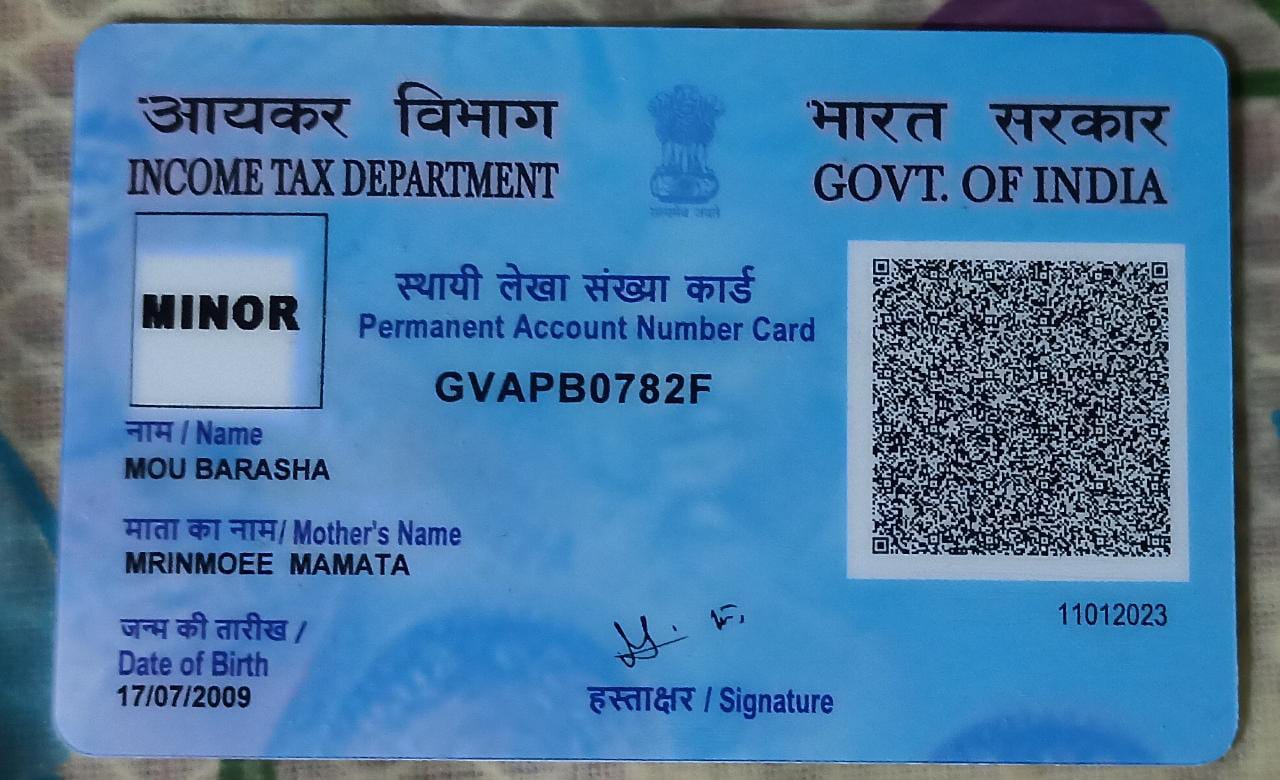 आयकर विभाग
INCOME TAX DEPARTMENT
भारत सरकार
GOVT. OF INDIA
सत्यमेव जयते
MINOR
स्थायी लेखा संख्या कार्ड
Permanent Account Number Card
GVAPB0782F
नाम / Name
MOU BARASHA
माता का नाम/ Mother's Name
MRINMOEE MAMATA
जन्म की तारीख /
Date of Birth
17/07/2009
हस्ताक्षर / Signature
11012023